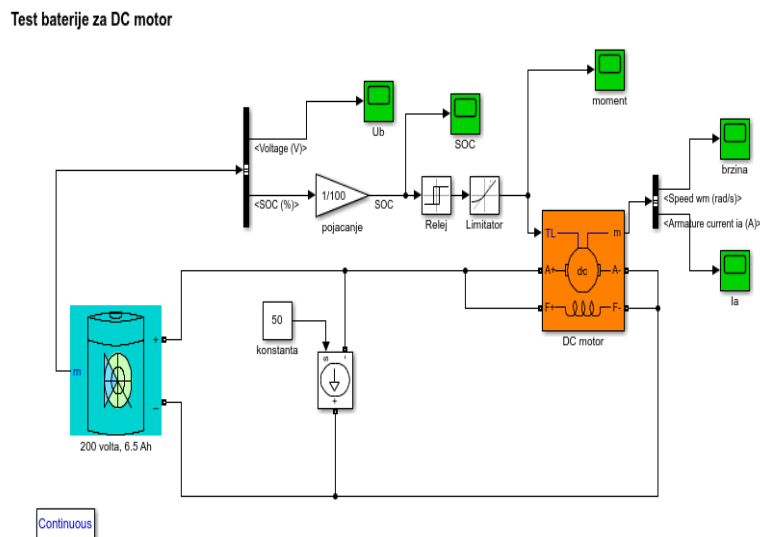 Test baterije za DC motor
moment
Ub
SOC
brzina
<Voltage (V)>
<SOC (%)>
1/100
SOC
pojacanje
Relej
Limitator
<Speed wm (rad/s)>
<Armature current ia (A)>
TL
m
A+
dc
A-
F+
F-
DC motor
Ia
50
konstanta
s
-
+
m
+
_
200 volta, 6.5 Ah
Continuous